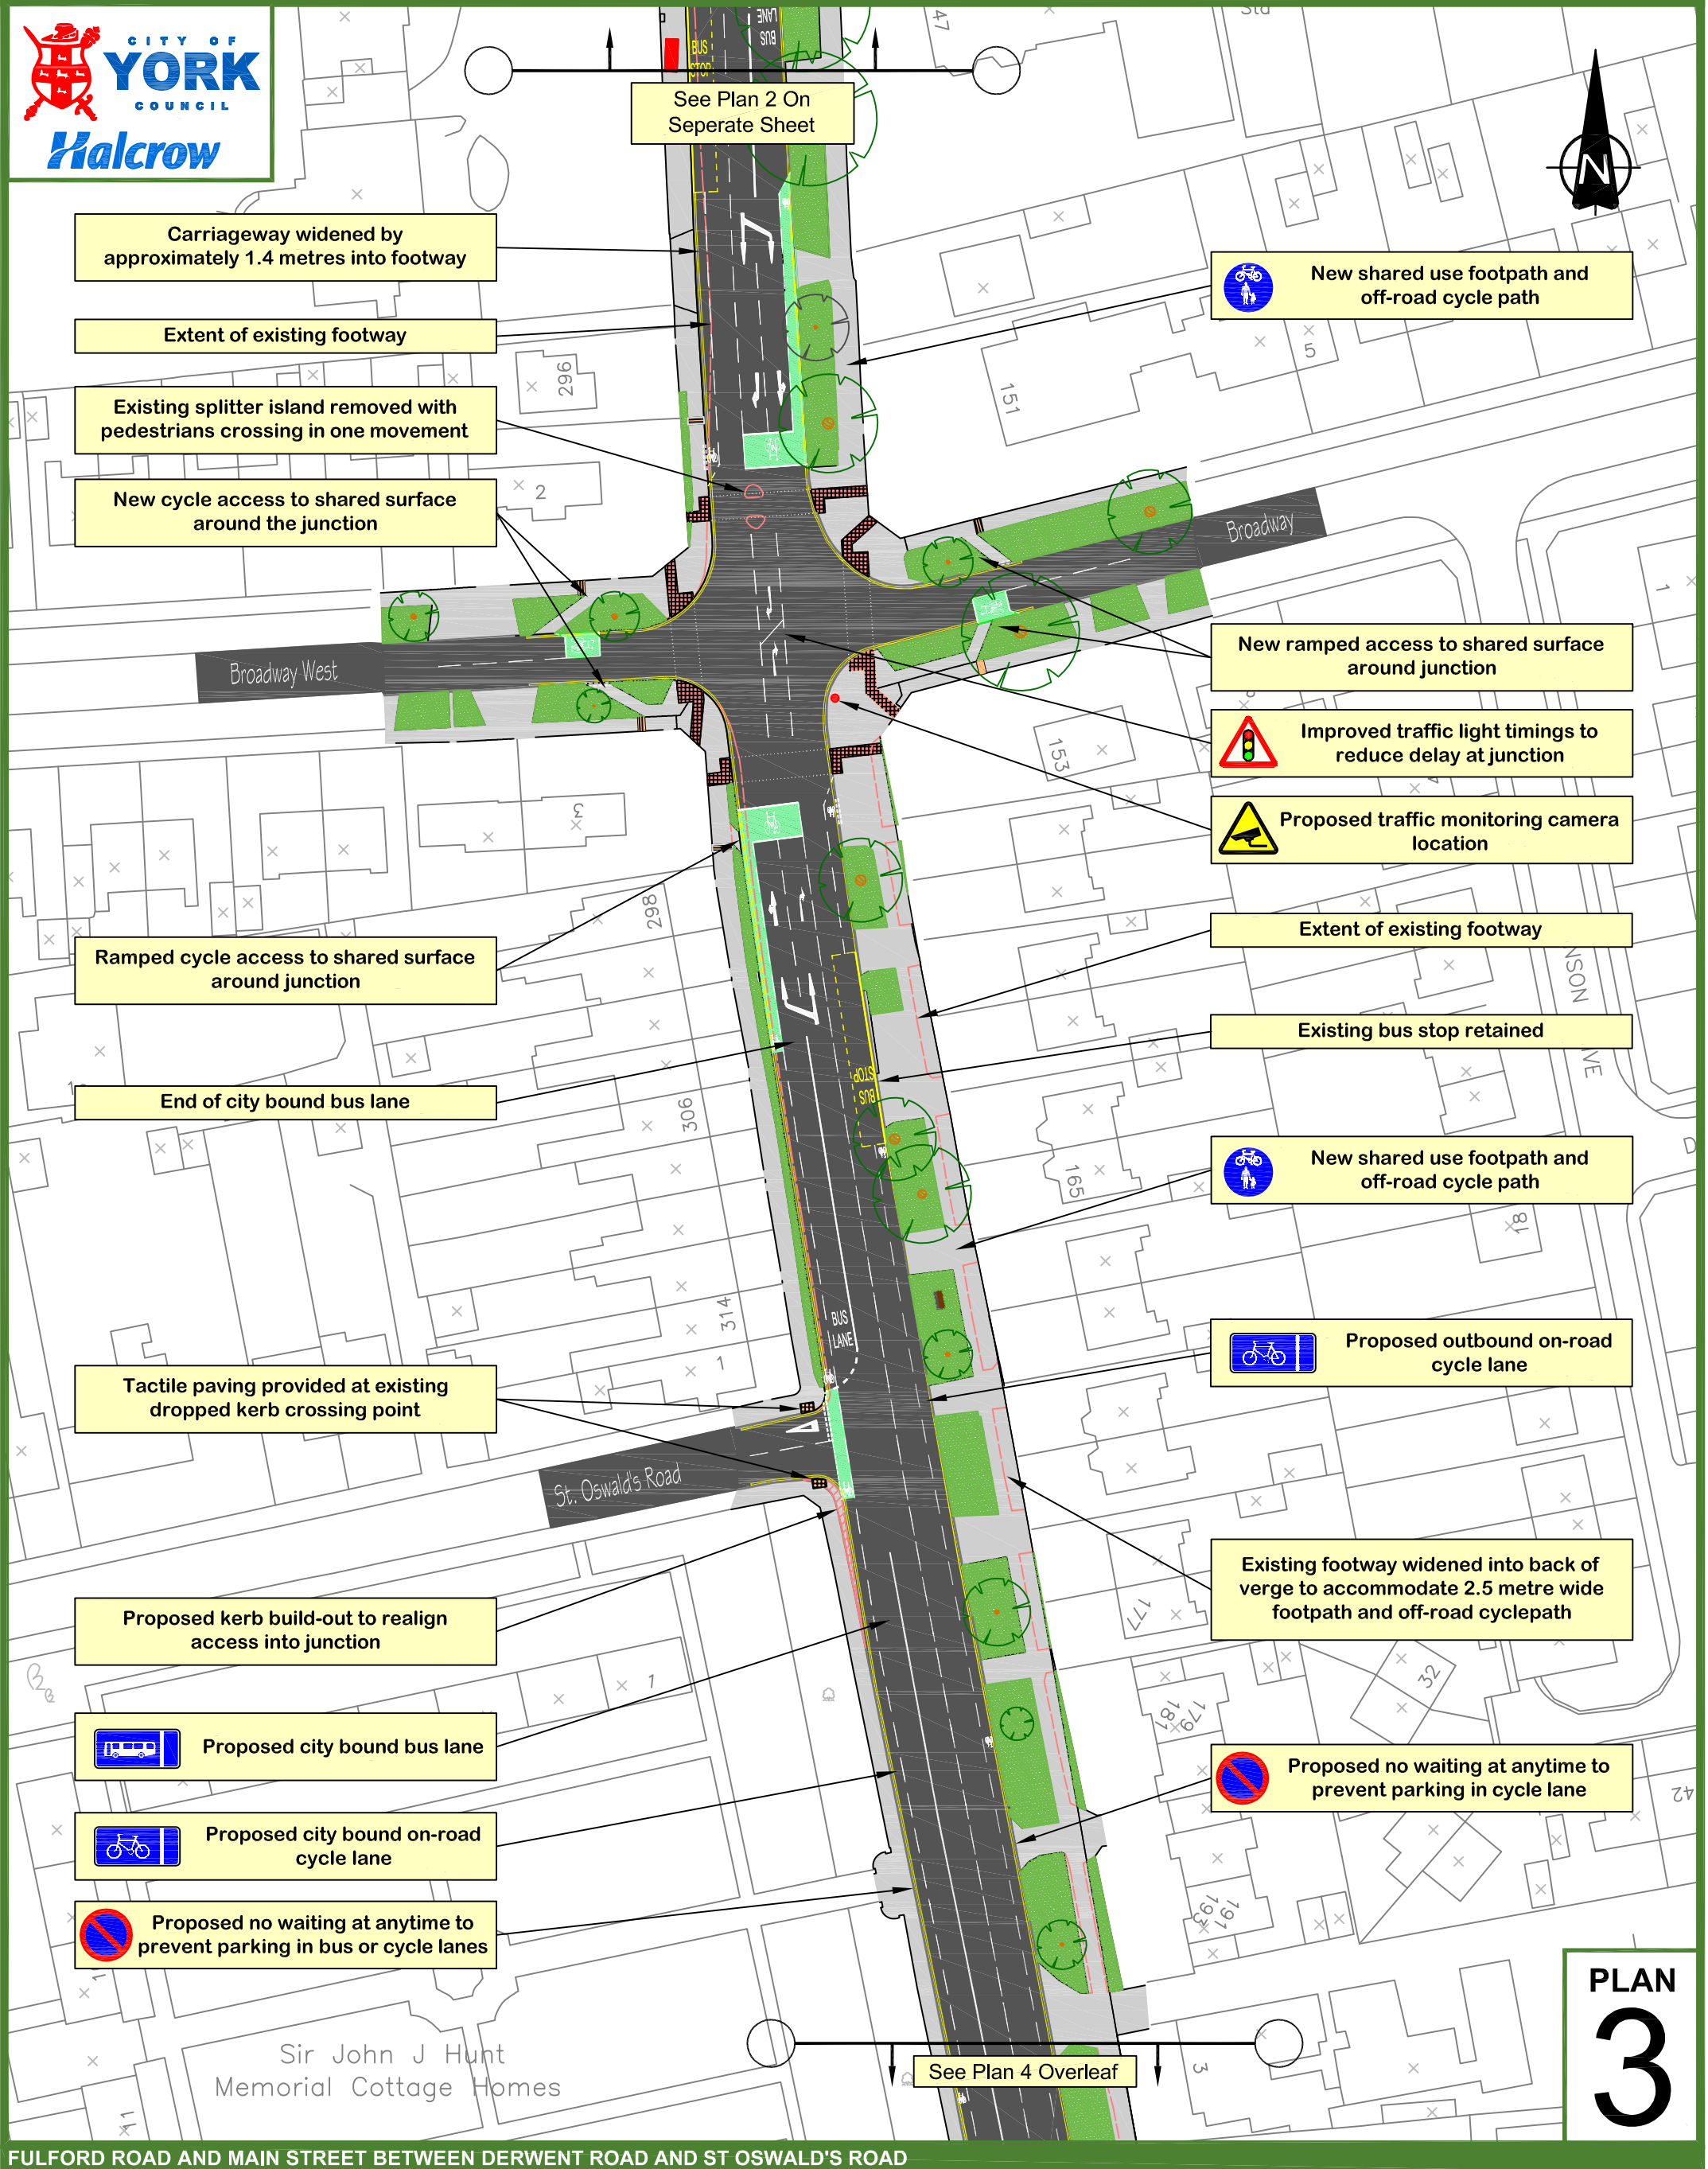 CITY OF
YORK
COUNCIL
Halcrow
See Plan 2 On
Seperate Sheet
BUS
STOP
BUS
LANE
N
Carriageway widened by
approximately 1.4 metres into footway
Extent of existing footway
Existing splitter island removed with
pedestrians crossing in one movement
New cycle access to shared surface
around the junction
Ramped cycle access to shared surface
around junction
End of city bound bus lane
Tactile paving provided at existing
dropped kerb crossing point
Proposed kerb build-out to realign
access into junction
Proposed city bound bus lane
Proposed city bound on-road
cycle lane
Proposed no waiting at anytime to
prevent parking in bus or cycle lanes
New shared use footpath and
off-road cycle path
New ramped access to shared surface
around junction
Improved traffic light timings to
reduce delay at junction
Proposed traffic monitoring camera
location
Extent of existing footway
Existing bus stop retained
New shared use footpath and
off-road cycle path
Proposed outbound on-road
cycle lane
Existing footway widened into back of
verge to accommodate 2.5 metre wide
footpath and off-road cyclepath
Proposed no waiting at anytime to
prevent parking in cycle lane
Broadway
Broadway West
St. Oswald's Road
BUS
STOP
BUS
LANE
47
Std
296
2
151
5
1
153
3
298
306
314
1
165
18
177
179
181
32
42
191
193
1
3
11
Sir John J Hunt
Memorial Cottage Homes
See Plan 4 Overleaf
PLAN
3
FULFORD ROAD AND MAIN STREET BETWEEN DERWENT ROAD AND ST OSWALD'S ROAD